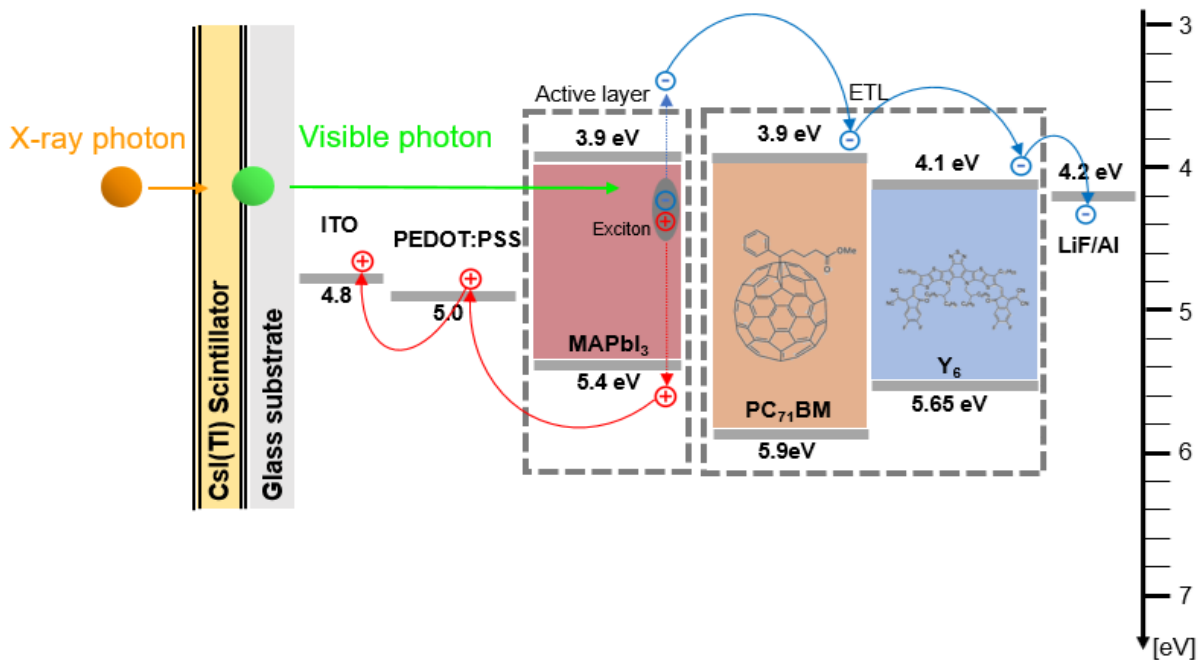 3
ETL
Active layer
X-ray photon
Visible photon
3.9 eV
3.9 eV
4.1 eV
4.2 eV
4
ITO
PEDOT:PSS
Exciton
LiF/Al
OMe
O
4.8
5.0
5
MAPbI₃
5.4 eV
Y₆
5.65 eV
PC₇₁BM
5.9eV
6
CsI(Tl) Scintillator
Glass substrate
7
[eV]